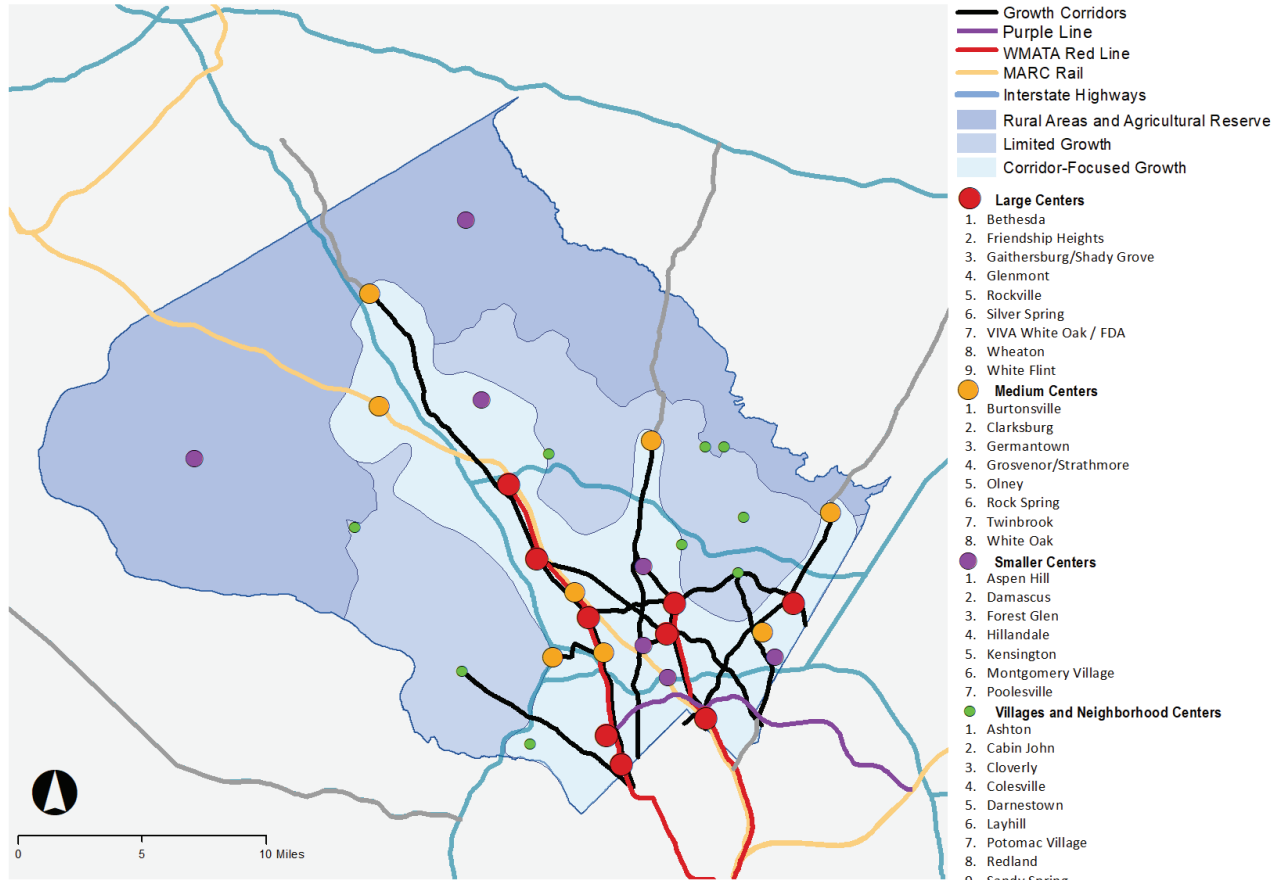 Growth Corridors
Purple Line
WMATA Red Line
MARC Rail
Interstate Highways
Rural Areas and Agricultural Reserve
Limited Growth
Corridor-Focused Growth
Large Centers
1. Bethesda
2. Friendship Heights
3. Gaithersburg/Shady Grove
4. Glenmont
5. Rockville
6. Silver Spring
7. VIVA White Oak / FDA
8. Wheaton
9. White Flint
Medium Centers
1. Burtonsville
2. Clarksburg
3. Germantown
4. Grosvenor/Strathmore
5. Olney
6. Rock Spring
7. Twinbrook
8. White Oak
Smaller Centers
1. Aspen Hill
2. Damascus
3. Forest Glen
4. Hillandale
5. Kensington
6. Montgomery Village
7. Poolesville
Villages and Neighborhood Centers
1. Ashton
2. Cabin John
3. Cloverly
4. Colesville
5. Darnestown
6. Layhill
7. Potomac Village
8. Redland
9. Sandy Spring
0 5 10 Miles